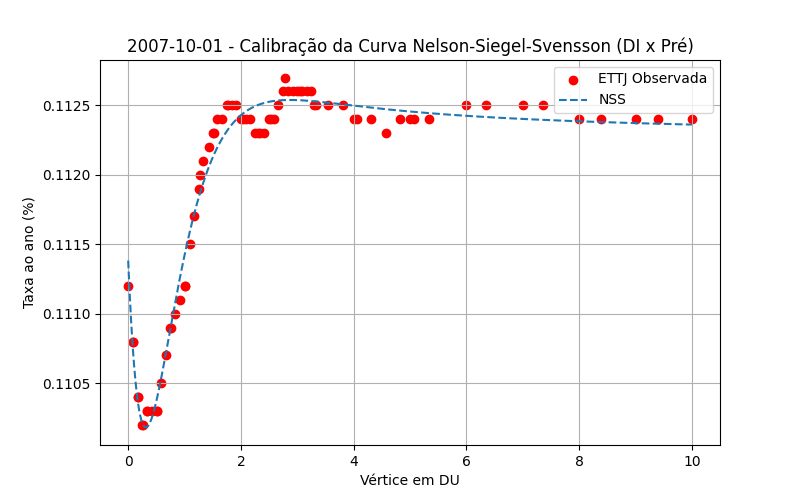 2007-10-01 - Calibração da Curva Nelson-Siegel-Svensson (DI x Pré)
ETTJ Observada
NSS
Taxa ao ano (%)
0.1125
0.1120
0.1115
0.1110
0.1105
0 2 4 6 8 10
Vértice em DU